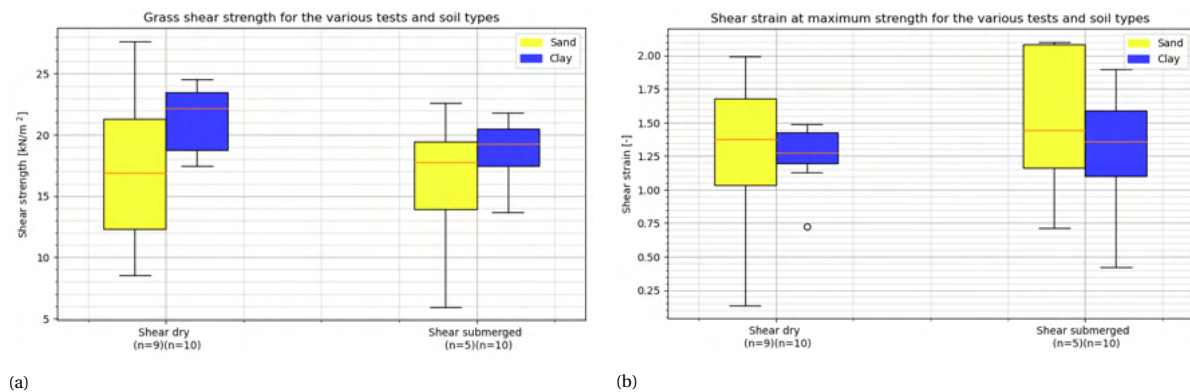 Grass shear strength for the various tests and soil types
Sand
Clay
Shear strength [kN/m ²]
25
20
15
10
5
Shear dry
(n=9)(n=10)
Shear submerged
(n=5)(n=10)
(a)
Shear strain at maximum strength for the various tests and soil types
Sand
Clay
Shear strain [-]
2.00
1.75
1.50
1.25
1.00
0.75
0.50
0.25
Shear dry
(n=9)(n=10)
Shear submerged
(n=5)(n=10)
(b)